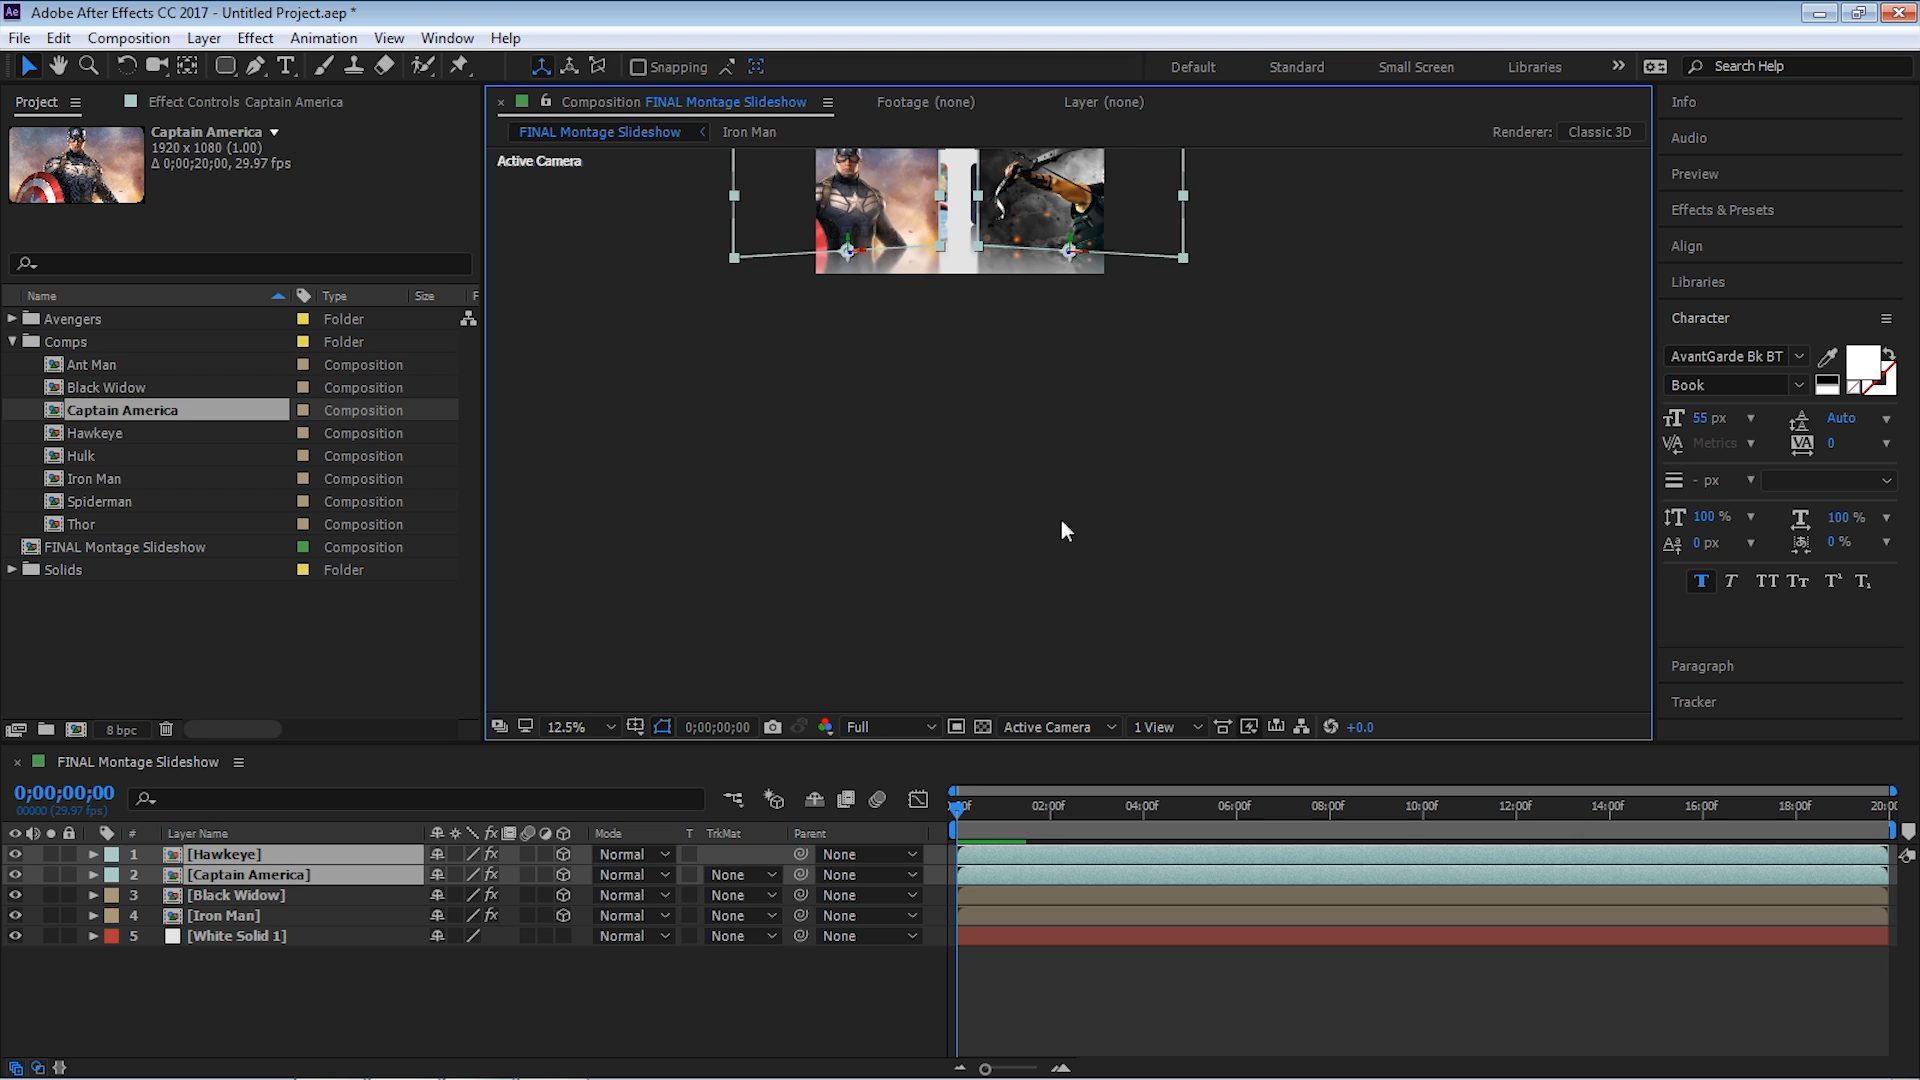 Ae Adobe After Effects CC 2017 - Untitled Project.aep *
File Edit Composition Layer Effect Animation View Window Help
Snapping Default Standard Small Screen Libraries Search Help
Project Effect Controls Captain America
Captain America
1920 x 1080 (1.00)
Δ 0;00;20;00, 29.97 fps
Name Type Size F
Avengers Folder
Comps Folder
Ant Man Composition
Black Widow Composition
Captain America Composition
Hawkeye Composition
Hulk Composition
Iron Man Composition
Spiderman Composition
Thor Composition
FINAL Montage Slideshow Composition
Solids Folder
8 bpc
Composition FINAL Montage Slideshow Footage (none) Layer (none)
FINAL Montage Slideshow Iron Man Renderer: Classic 3D
Active Camera
12.5% 0;00;00;00 Full Active Camera 1 View +0.0
Info
Audio
Preview
Effects & Presets
Align
Libraries
Character
AvantGarde Bk BT
Book
55 px Auto
Metrics 0
- px
100 % 100 %
0 px 0 %
T T TT Tт T¹ T₁
Paragraph
Tracker
FINAL Montage Slideshow
0;00;00;00
00000 (29.97 fps)
02:00f 04:00f 06:00f 08:00f 10:00f 12:00f 14:00f 16:00f 18:00f 20:00
# Layer Name Mode T TrkMat Parent
1 [Hawkeye] Normal None
2 [Captain America] Normal None None
3 [Black Widow] Normal None None
4 [Iron Man] Normal None None
5 [White Solid 1] Normal None None